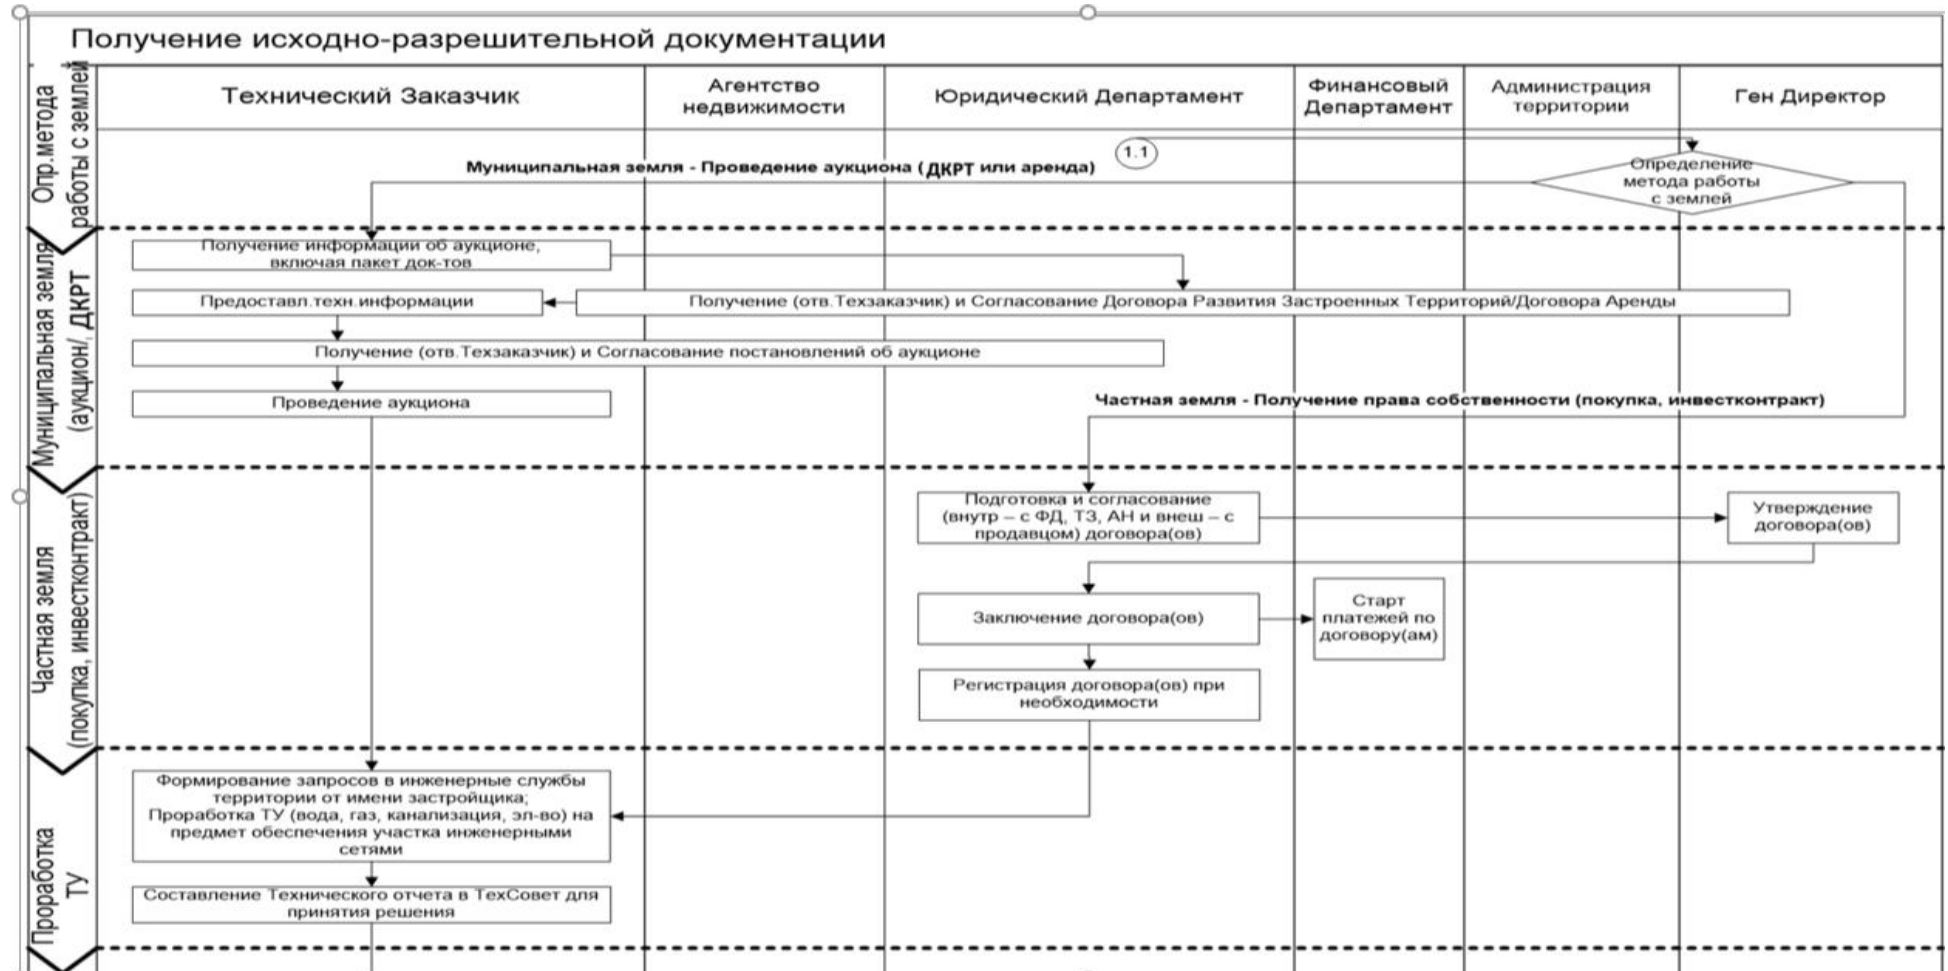 Получение исходно-разрешительной документации
Опр.метода
работы с землей
Технический Заказчик
Агентство
недвижимости
Юридический Департамент
Финансовый
Департамент
Администрация
территории
Ген Директор
1.1
Муниципальная земля - Проведение аукциона (ДКРТ или аренда)
Определение
метода работы
с землей
Муниципальная земля
(аукцион/, ДКРТ
Получение информации об аукционе,
включая пакет док-тов
Предоставл.техн.информации
Получение (отв.Техзаказчик) и Согласование Договора Развития Застроенных Территорий/Договора Аренды
Получение (отв.Техзаказчик) и Согласование постановлений об аукционе
Проведение аукциона
Частная земля - Получение права собственности (покупка, инвестконтракт)
Частная земля
(покупка, инвестконтракт)
Подготовка и согласование
(внутр – с ФД, ТЗ, АН и внеш – с
продавцом) договора(ов)
Утверждение
договора(ов)
Заключение договора(ов)
Старт
платежей по
договору(ам)
Регистрация договора(ов) при
необходимости
Проработка
ТУ
Формирование запросов в инженерные службы
территории от имени застройщика;
Проработка ТУ (вода, газ, канализация, эл-во) на
предмет обеспечения участка инженерными
сетями
Составление Технического отчета в ТехСовет для
принятия решения